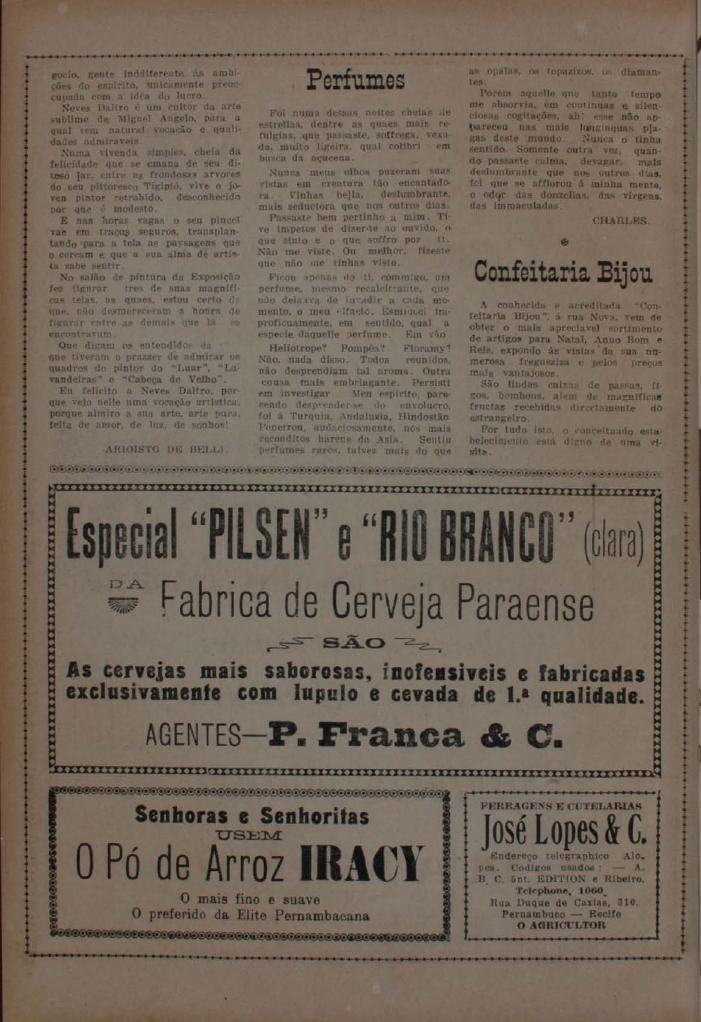 gocio, gente inddiferente ás ambi-
ções do espirito, unicamente preoc-
cupada com a idéa do lucro.
Neves Daltro é um cultor da arte
sublime de Miguel Angelo, para a
qual tem natural vocação e quali-
dades admiraveis.
Numa vivenda simples, cheia da
felicidade que se emana de seu di-
toso lar, entre as frondosas arvores
do seu pittoresco Tigipió, vive o jo-
ven pintor retrahido, desconhecido
por que é modesto.
E nas horas vagas o seu pincel
vae em traços seguros, transplan-
tando para a tela as paysagens que
o cercam e que a sua alma de artis-
ta sabe sentir.
E no salão de pintura da Exposição
fez figurar tres de suas magnifi-
cas telas, as quaes, estou certo de
que, não desmereceram a honra de
figurar entre as demais que lá se
encontravam.
Que digam os entendidos da
que tiveram o prazzer de admirar os
quadros do pintor do "Luar", "La-
vandeiras" e "Cabeça de Velho".
Eu felicito a Neves Daltro, por-
que vejo nelle uma vocação artistica,
porque almiro a sua arte, arte pura,
feita de amor, de luz, de sonhos!
ARIOISTO DE BELLI.
Perfumes
Foi numa dessas noites cheias de
estrellas, dentre as quaes mais re-
fulgias, que passaste, soffrega, vexa-
da, muito ligeira, qual colibri em
busca da açucena.
Nunca meus olhos puzeram suas
vistas em creatura tão encantado-
ra. Vinhas bella, deslumbrante,
mais seductora que nos outros dias.
Passaste bem pertinho a mim. Ti-
ve impetos de dizer-te ao ouvido, o
que sinto e o que soffro por ti.
Não me viste. Ou melhor, fizeste
que não me tinhas visto.
Ficou apenas de ti, commigo, um
perfume, mesmo recalcitrante, que
não deixava de invadir a cada mo-
mento, o meu olfacto. Esmiucei im-
proficuamente, em sentido, qual a
especie daquelle perfume. Em vão
Heliotrope? Pompéa? Floramy?
Não, nada disso. Todos reunidos,
não desprendiam tal aroma. Outra
cousa mais embriagante. Persisti
em investigar Meu espirito, pare-
sendo desprender-se do envolucro,
foi á Turquia, Andaluzia, Hindostão
Poneirou, audaciosamente, nos mais
reconditos harens da Asia. Sentiu
perfumes raros, talvez mais do que
as opalas, os topazizos, os diaman-
tes.
Porem aquelle que tanto tempo
me absorvia, em continuas e silen-
ciosas cogitações, ah! esse não ap-
pareceu nas mais longinquas pla-
gas deste mundo. Nunca o tinha
sentido. Somente outra vez, quan-
do passaste calma, devagar, mais
deslumbrante que nos outros dias,
foi que se afflorou á minha mente,
o odor das donzellas, das virgens,
das immaculadas.
CHARLES.
Confeitaria Bijou
A conhecida e acreditada "Con-
feitaria Bijou", á rua Nova, vem de
obter o mais apreciavel sortimento
de artigos para Natal, Anno Bom e
Reis, expondo ás vistas da sua nu-
merosa freguezias e pelos preços
mais vantajosos.
São lindas caixas de passas, fi-
gos, bombons, alem de magnificas
fructas recebidas directamente do
estrangeiro.
Por tudo isto, o conceituado esta-
belecimento está digno de uma vi-
sita.
Especial "PILSEN" e "RIO BRANCO" (clara)
DA
Fabrica de Cerveja Paraense
SÃO
As cervejas mais saborosas, inofensiveis e fabricadas
exclusivamente com lupulo e cevada de 1.ª qualidade.
AGENTES—P. Franca & C.
Senhoras e Senhoritas
USEM
O Pó de Arroz IRACY
O mais fino e suave
O preferido da Elite Pernambacana
FERRAGENS E CUTELARIAS
José Lopes & C.
Endereço telegraphico Alo-
pes. Codigos usados: — A.
B. C. 5nt. EDITION e Ribeiro.
Telephone, 1060
Rua Duque de Caxias, 310.
Pernambuco — Recife
O AGRICULTOR